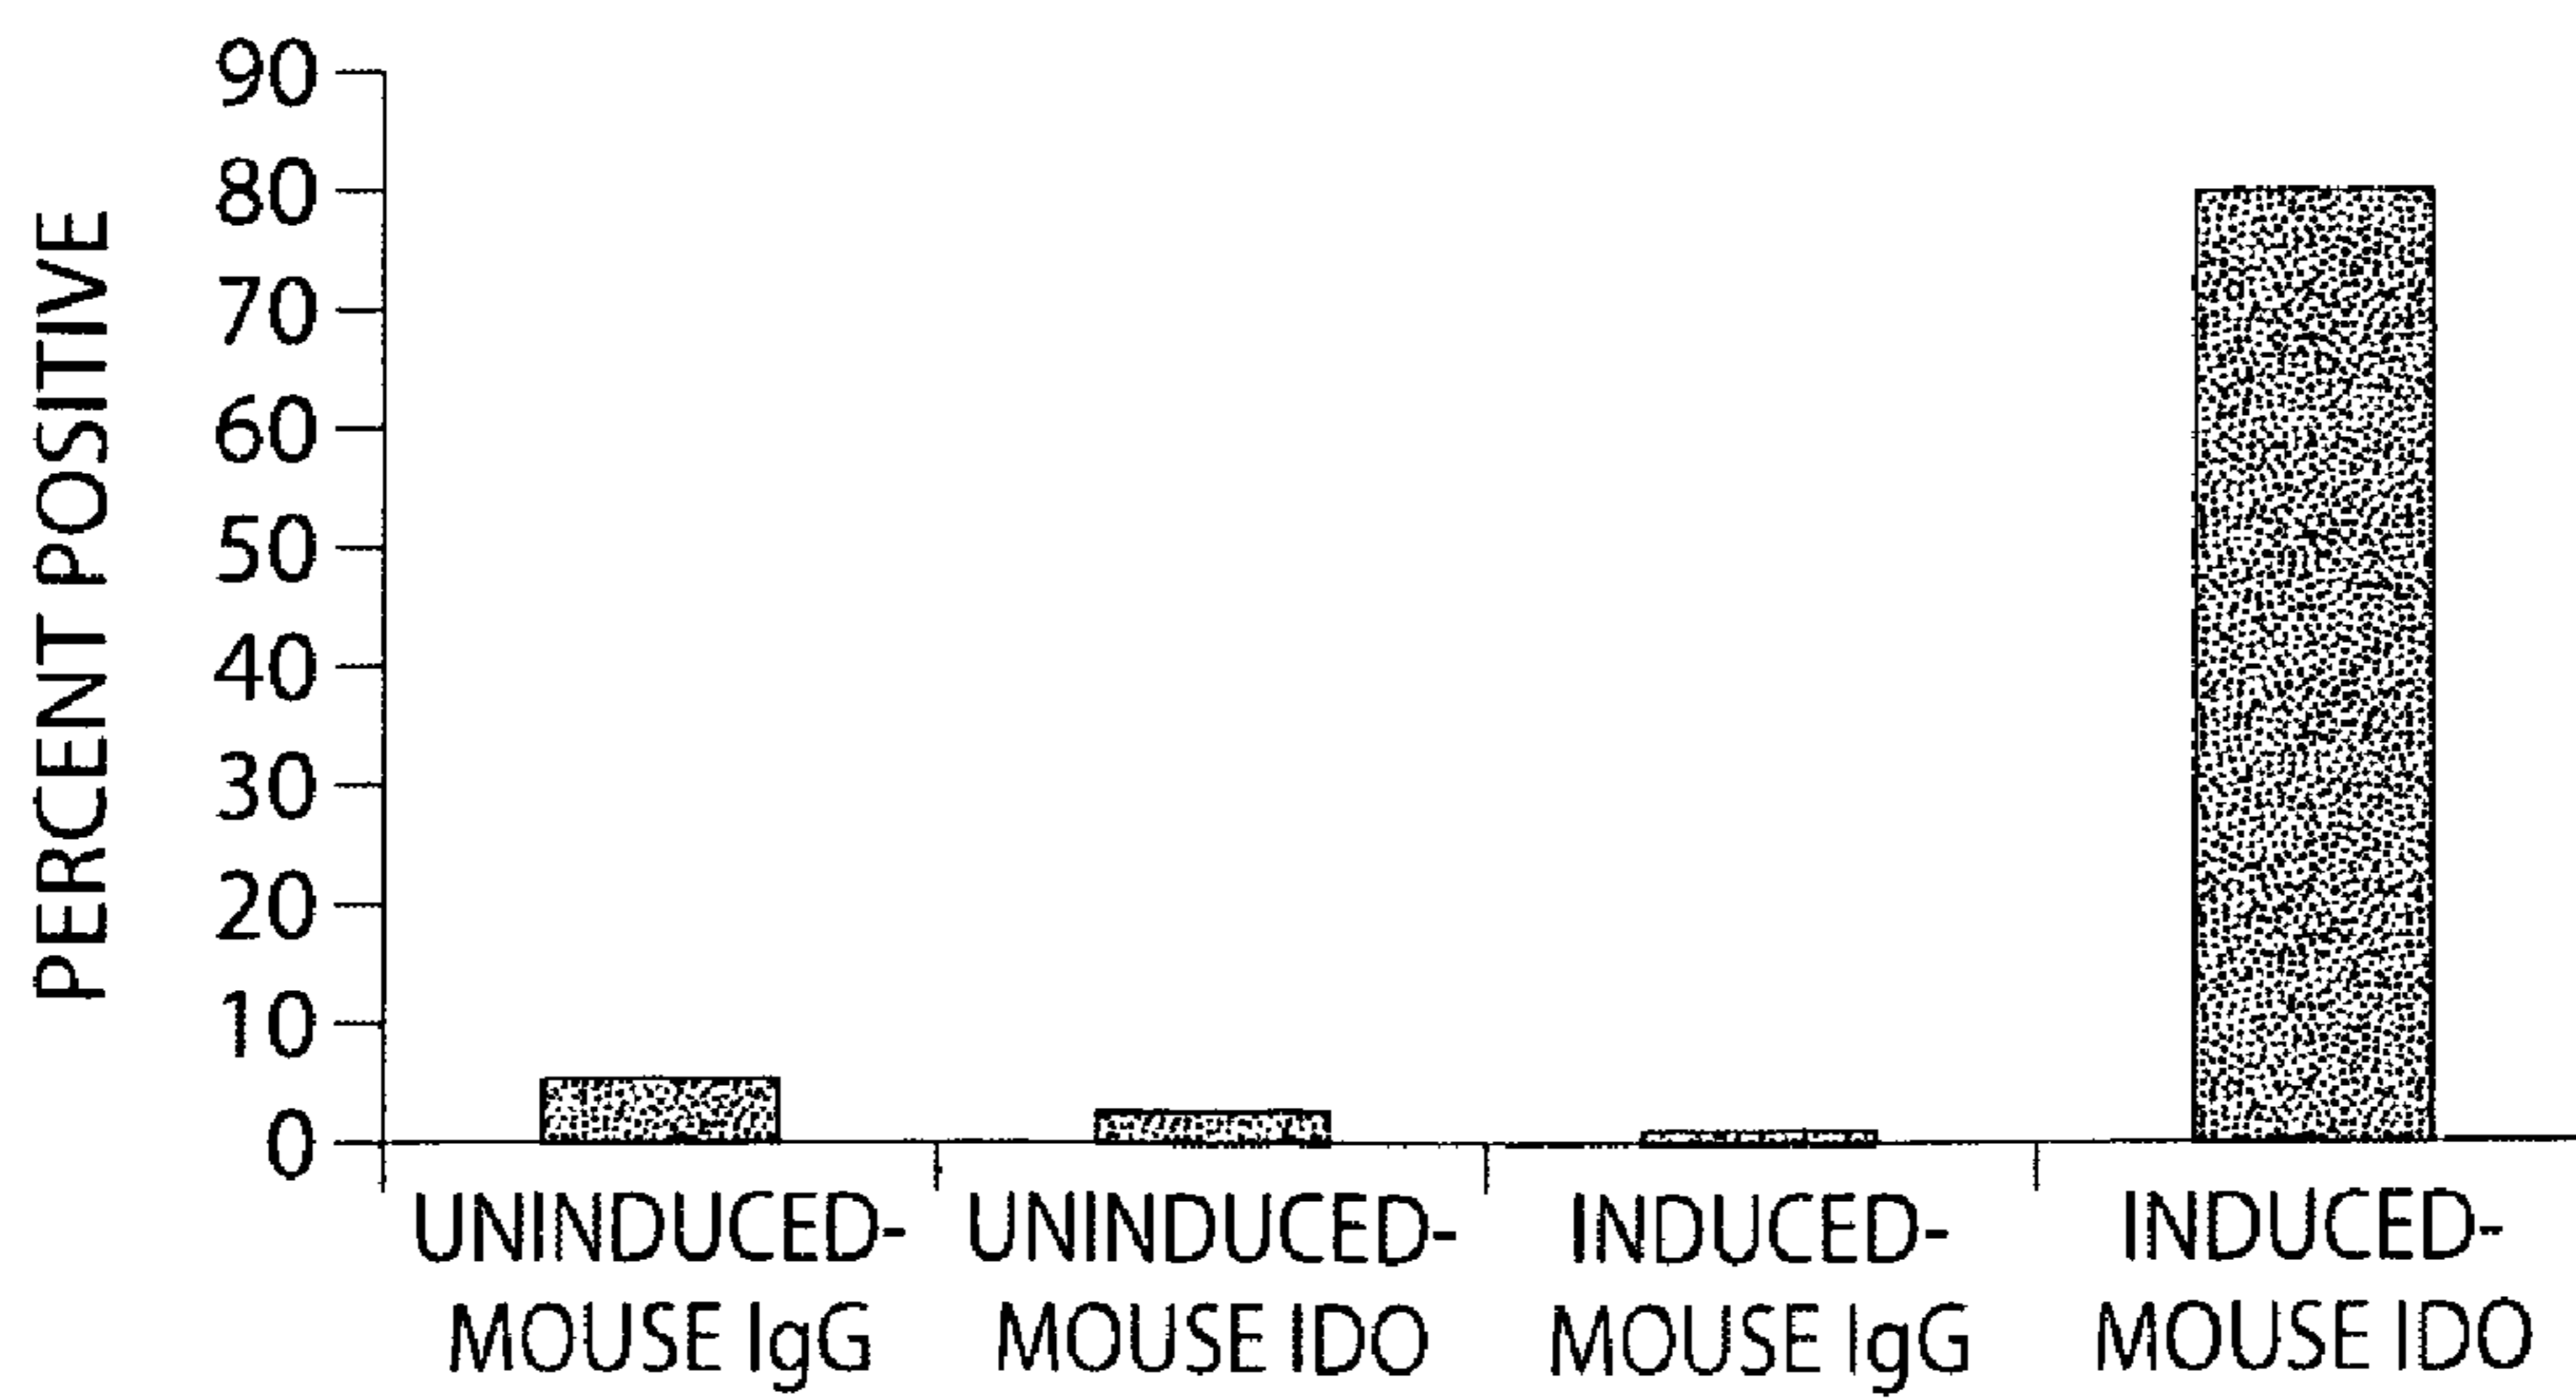 PERCENT POSITIVE
90
80
70
60
50
40
30
20
10
0
UNINDUCED-
MOUSE IgG
UNINDUCED-
MOUSE IDO
INDUCED-
MOUSE IgG
INDUCED-
MOUSE IDO